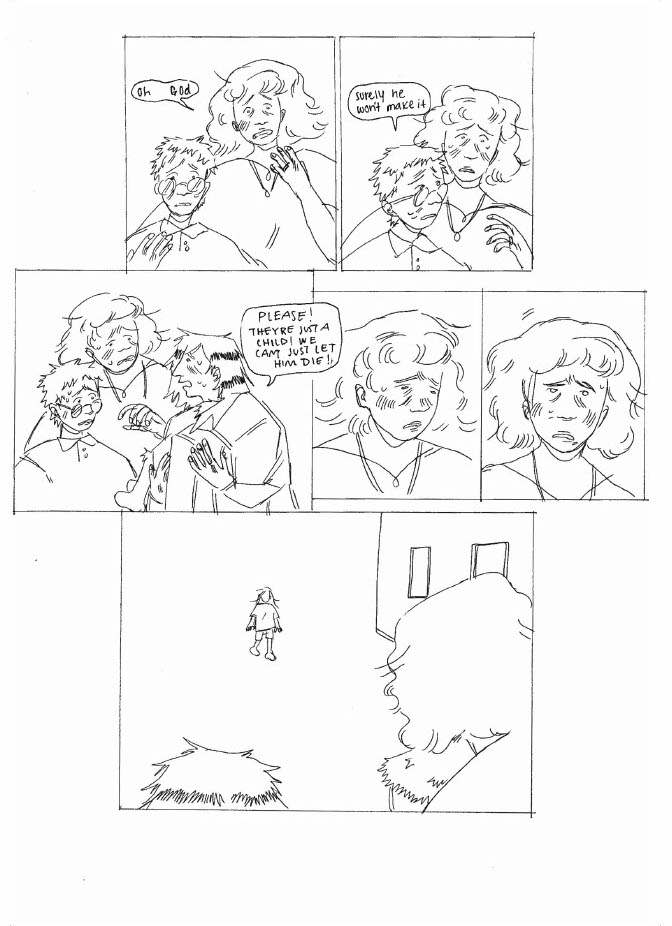 Oh God
surely he
won't make it
PLEASE!
THEY'RE JUST A
CHILD! WE
CAN'T JUST LET
HIM DIE!!